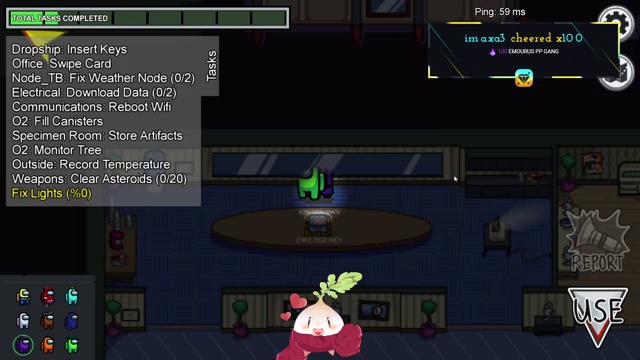 TOTAL TASKS COMPLETED
Ping: 59 ms
imaxa3 cheered x100
100 EMOURUS PP GANG
Tasks
Dropship: Insert Keys
Office: Swipe Card
Node_TB: Fix Weather Node (0/2)
Electrical: Download Data (0/2)
Communications: Reboot Wifi
O2: Fill Canisters
Specimen Room: Store Artifacts
O2: Monitor Tree
Outside: Record Temperature
Weapons: Clear Asteroids (0/20)
Fix Lights (%0)
EMERGENCY
REPORT
USE